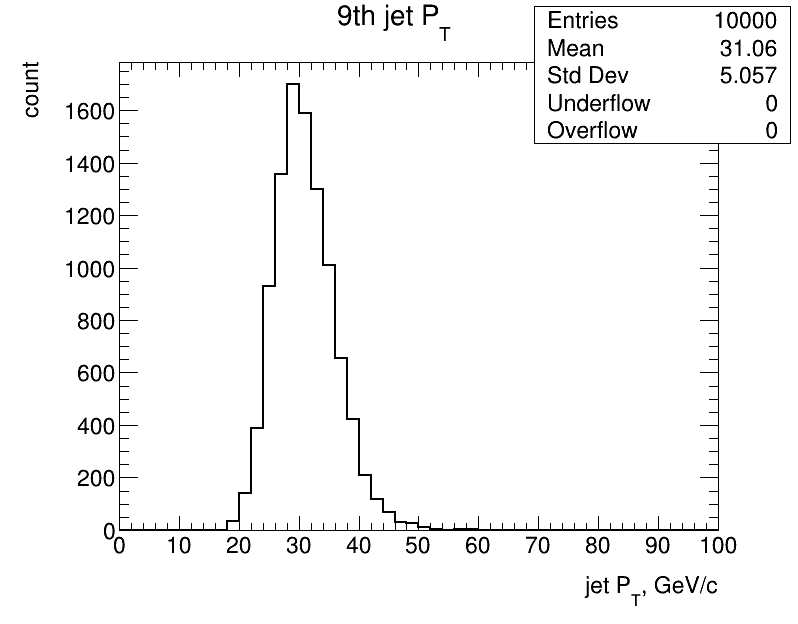 9th jet P_T
Entries 10000
Mean 31.06
Std Dev 5.057
Underflow 0
Overflow 0
count
1600
1400
1200
1000
800
600
400
200
0
0 10 20 30 40 50 60 70 80 90 100
jet P_T, GeV/c